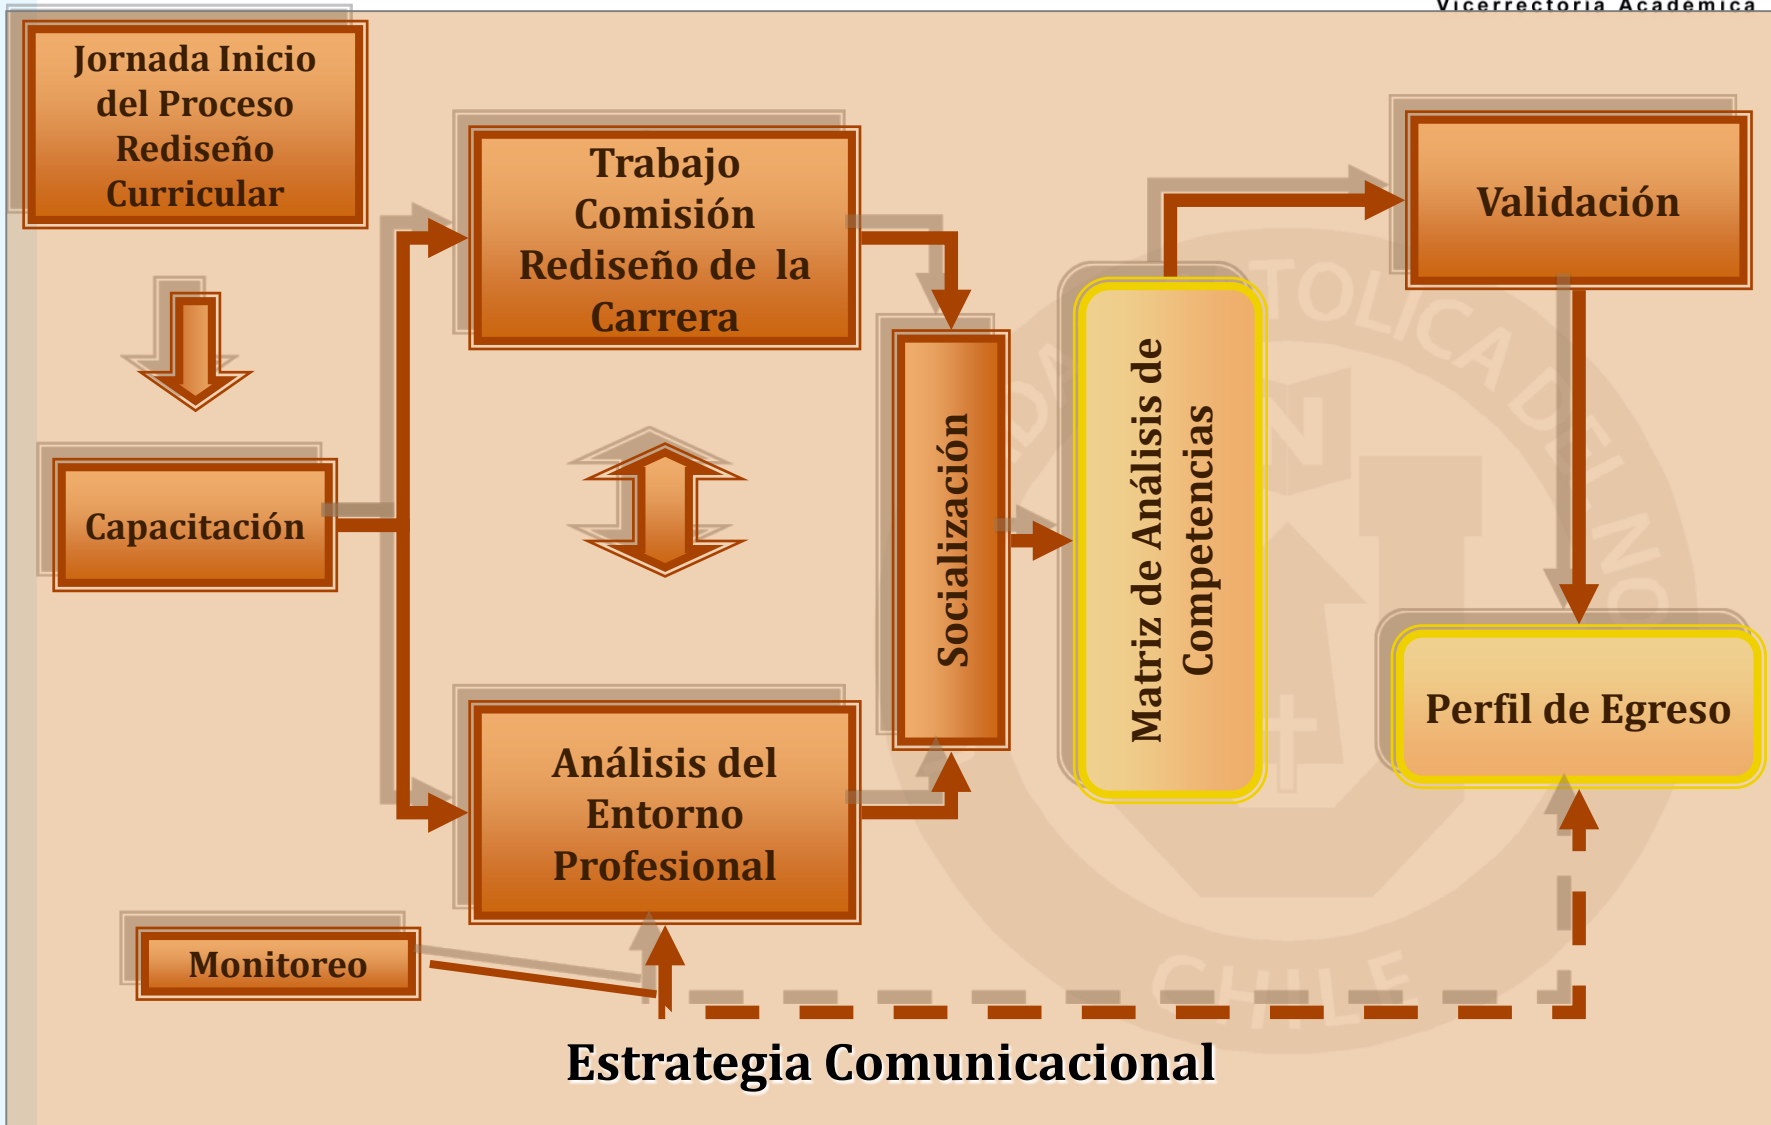 Vicerrectoría Académica
Jornada Inicio
del Proceso
Rediseño
Curricular
Trabajo
Comisión
Rediseño de  la
Carrera
Validación
Capacitación
Socialización
Matriz de Análisis de
Competencias
Perfil de Egreso
Análisis del
Entorno
Profesional
Monitoreo
Estrategia Comunicacional
CHILE